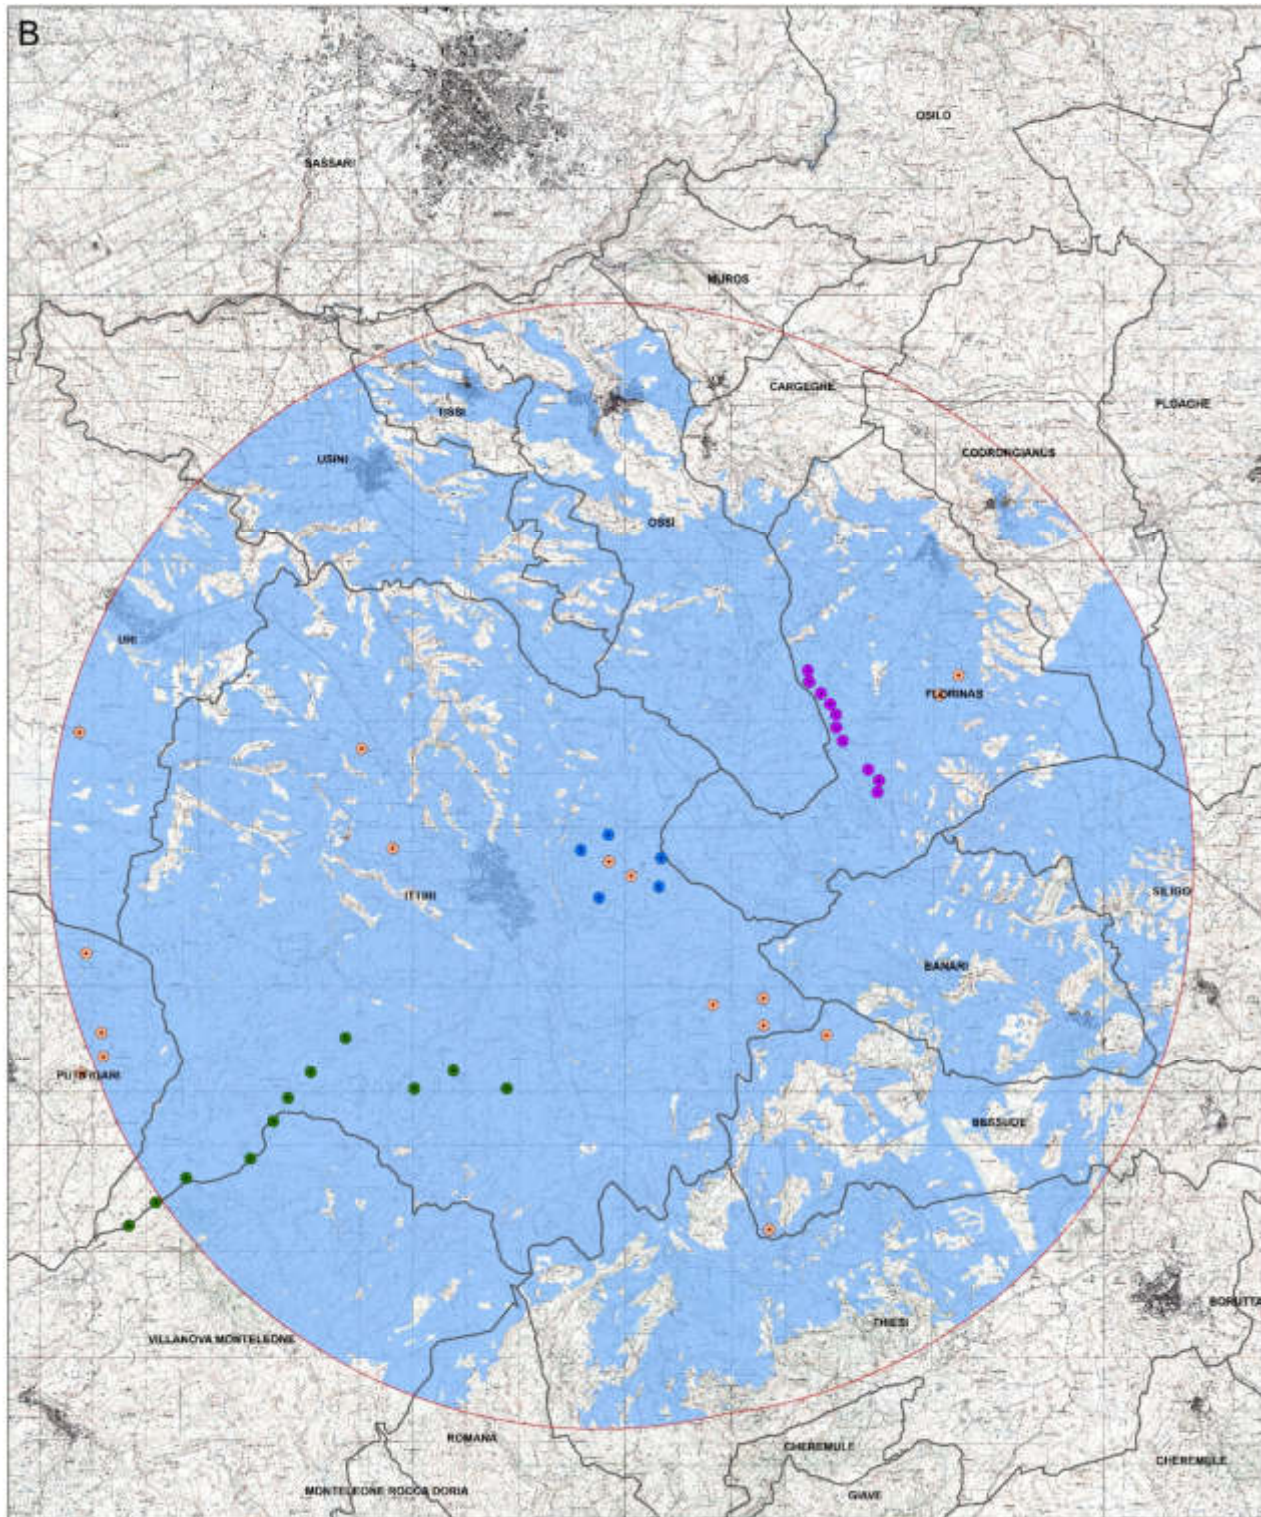 B
OSILO
SASSARI
MUROS
CARGEGHE
PLOAGHE
TISSI
CODRONGIANUS
USINI
OSSI
URI
FLORINAS
SILIGO
ITTIRI
BANARI
PUTIFIGARI
BESSUDE
BORUTTA
THIESI
VILLANOVA MONTELEONE
ROMANA
CHEREMULE
CHEREMULE
MONTELEONE ROCCA DORIA
GIAVE